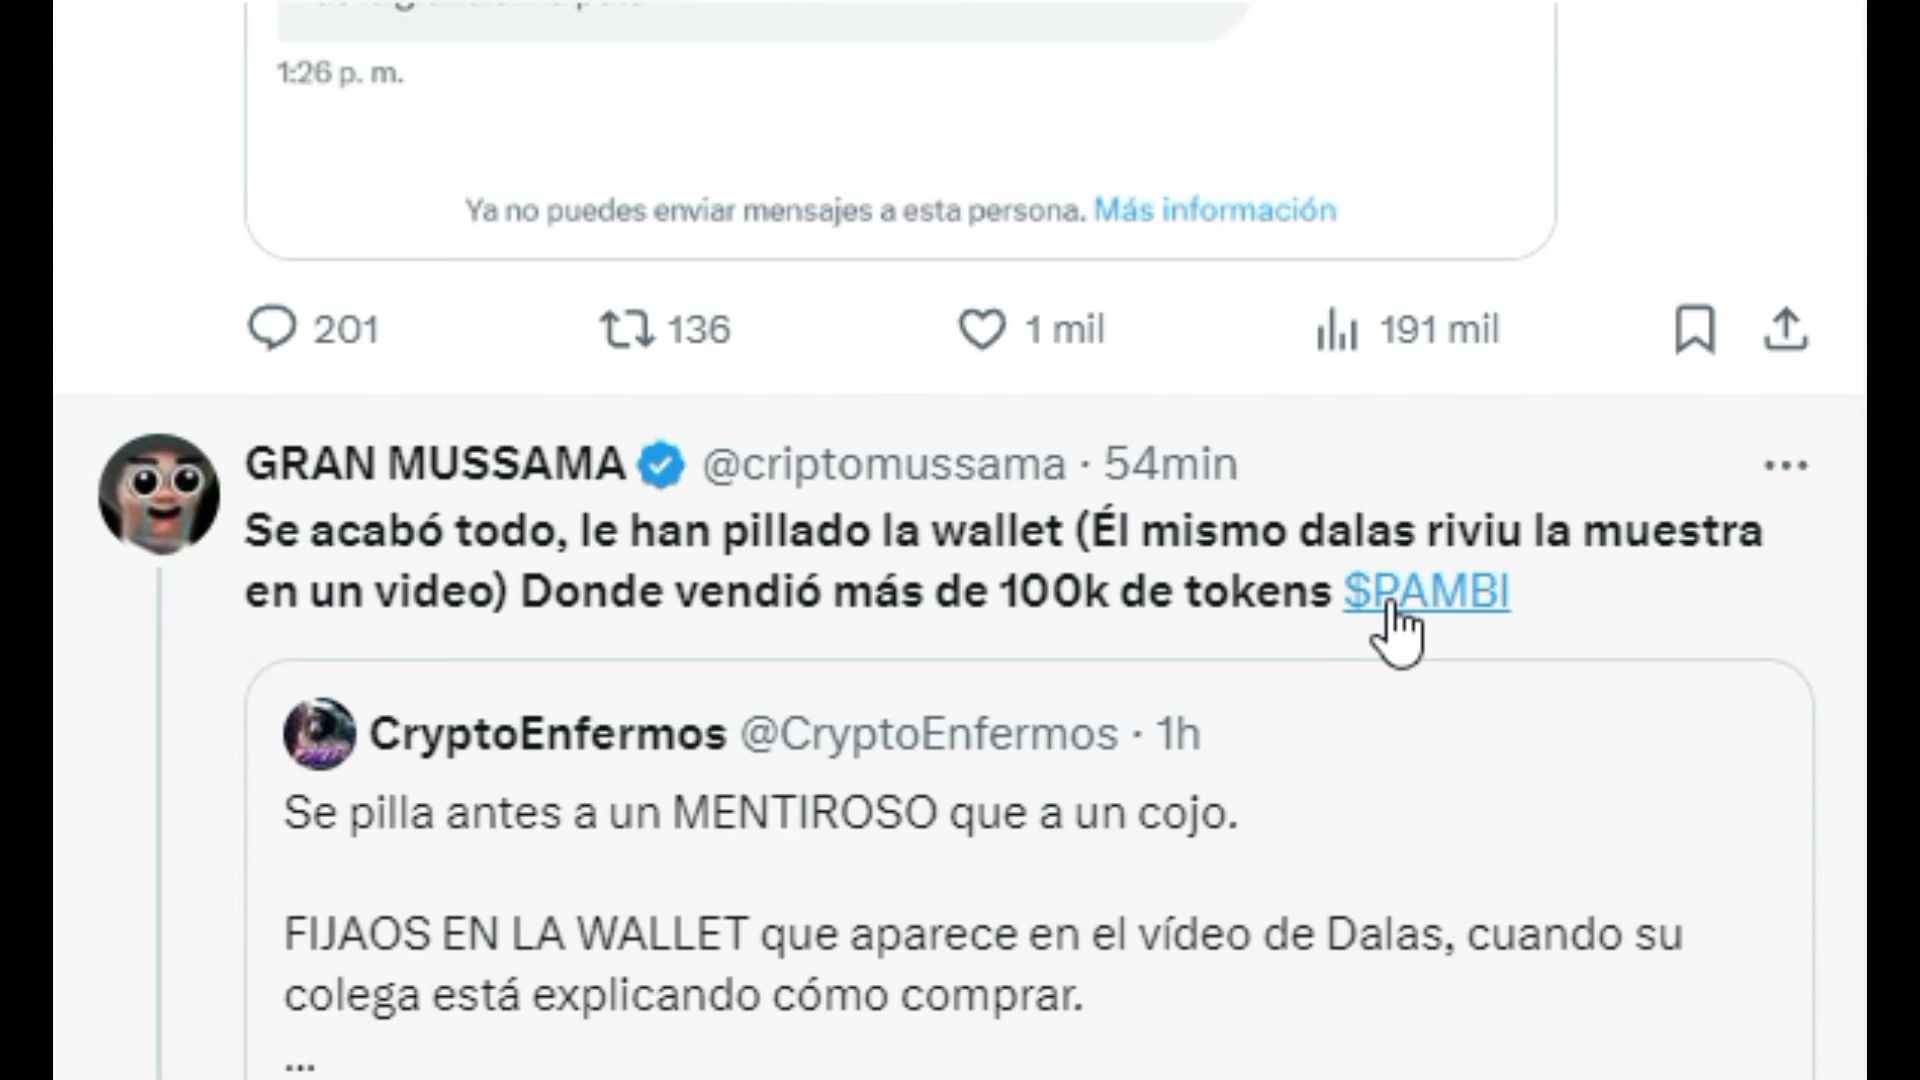 1:26 p. m.
Ya no puedes enviar mensajes a esta persona. Más información
201 136 1 mil 191 mil
GRAN MUSSAMA @criptomussama · 54min
Se acabó todo, le han pillado la wallet (Él mismo dalas riviu la muestra
en un video) Donde vendió más de 100k de tokens $PAMBI
CryptoEnfermos @CryptoEnfermos · 1h
Se pilla antes a un MENTIROSO que a un cojo.
FIJAOS EN LA WALLET que aparece en el vídeo de Dalas, cuando su
colega está explicando cómo comprar.
...